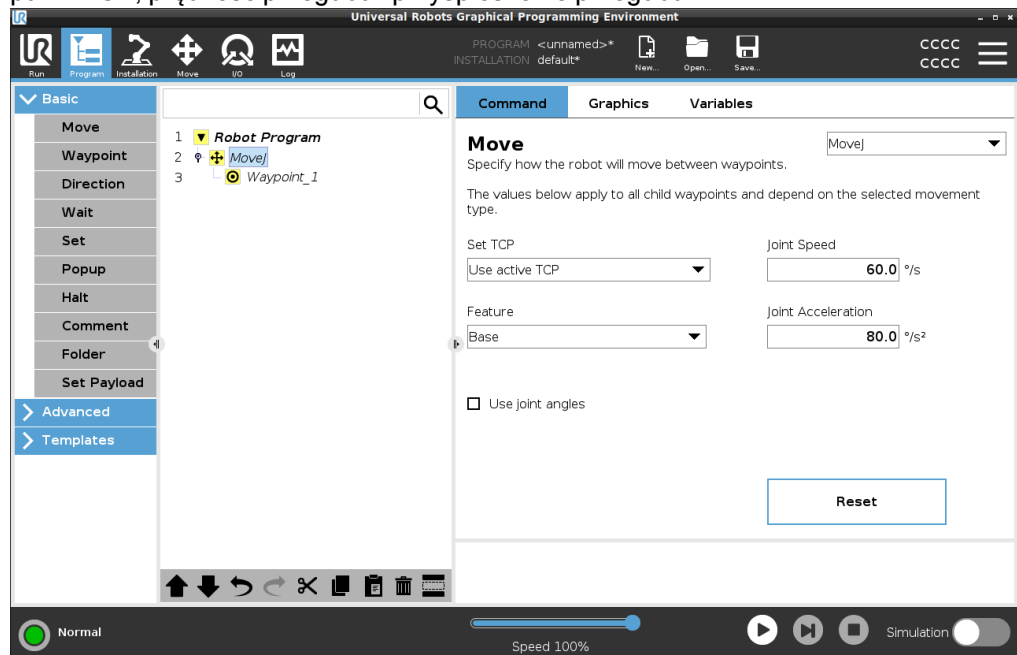 Universal Robots Graphical Programming Environment
UR
Run
Program
Installation
Move
I/O
Log
PROGRAM <unnamed>*
INSTALLATION default*
New...
Open...
Save...
CCCC
CCCC
Basic
Move
Waypoint
Direction
Wait
Set
Popup
Halt
Comment
Folder
Set Payload
Advanced
Templates
1 Robot Program
2 MoveJ
3 Waypoint_1
Command Graphics Variables
Move
MoveJ
Specify how the robot will move between waypoints.
The values below apply to all child waypoints and depend on the selected movement
type.
Set TCP
Joint Speed
Use active TCP
60.0 °/s
Feature
Joint Acceleration
Base
80.0 °/s²
Use joint angles
Reset
Normal
Speed 100%
Simulation